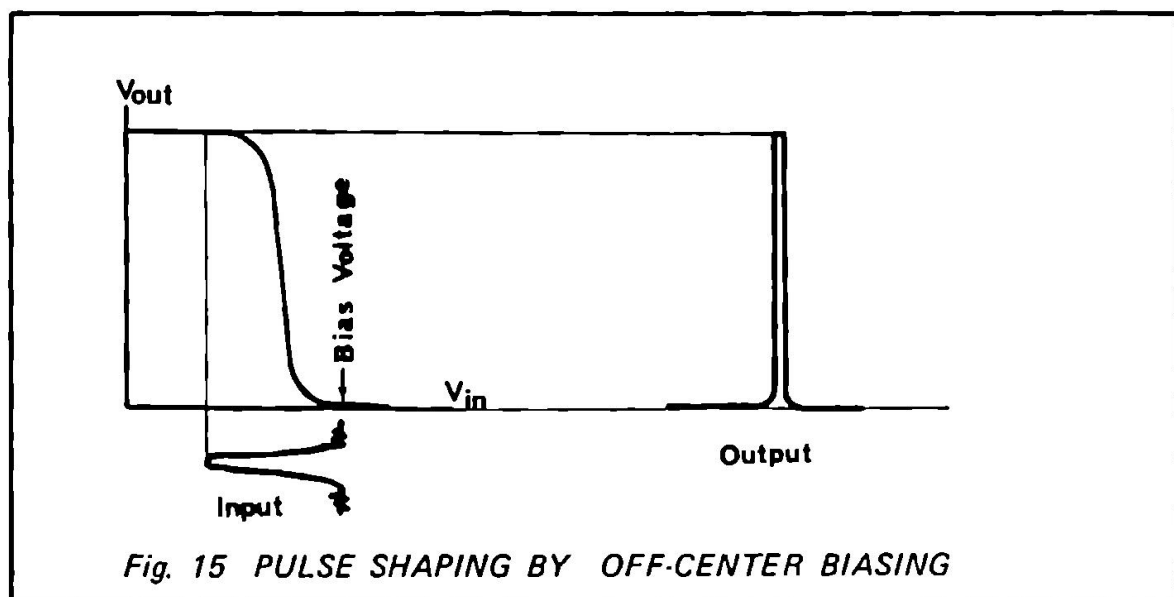 Vout
Bias Voltage
Vin
Output
Input
Fig. 15 PULSE SHAPING BY OFF-CENTER BIASING